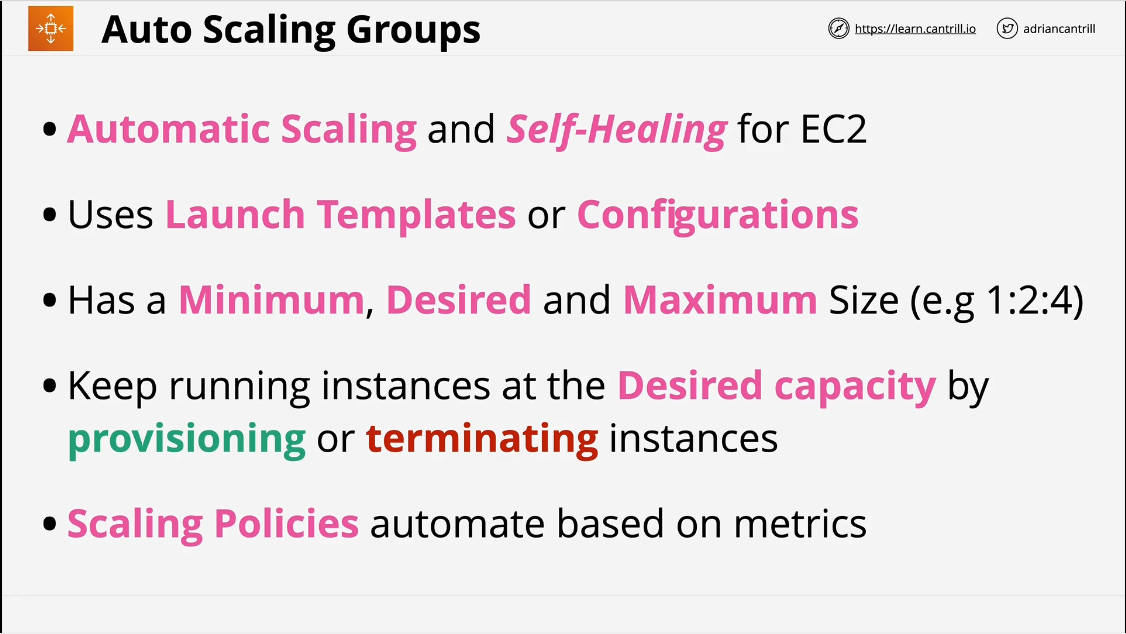 Auto Scaling Groups
https://learn.cantrill.io
adriancantrill
• Automatic Scaling and Self-Healing for EC2
• Uses Launch Templates or Configurations
• Has a Minimum, Desired and Maximum Size (e.g 1:2:4)
• Keep running instances at the Desired capacity by
provisioning or terminating instances
• Scaling Policies automate based on metrics